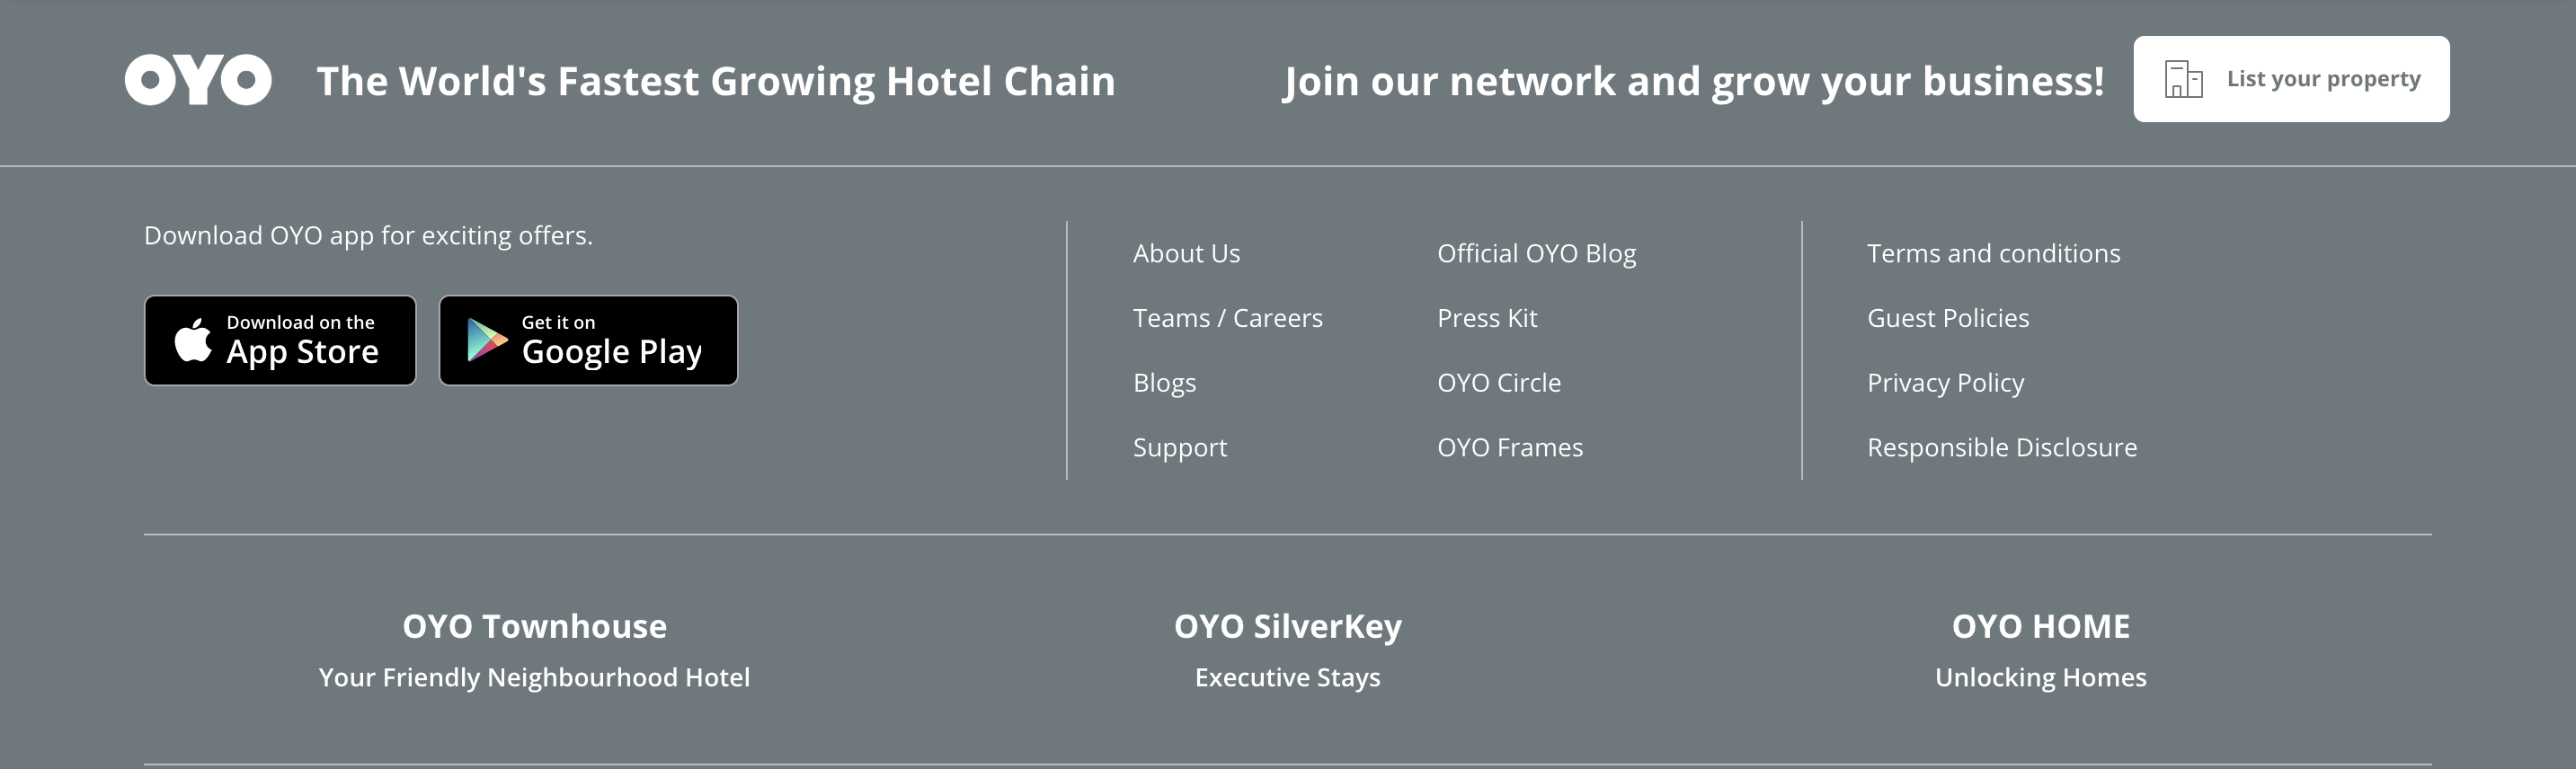 OYO
The World's Fastest Growing Hotel Chain
Join our network and grow your business!
List your property
Download OYO app for exciting offers.
Download on the
App Store
Get it on
Google Play
About Us
Teams / Careers
Blogs
Support
Official OYO Blog
Press Kit
OYO Circle
OYO Frames
Terms and conditions
Guest Policies
Privacy Policy
Responsible Disclosure
OYO Townhouse
Your Friendly Neighbourhood Hotel
OYO SilverKey
Executive Stays
OYO HOME
Unlocking Homes